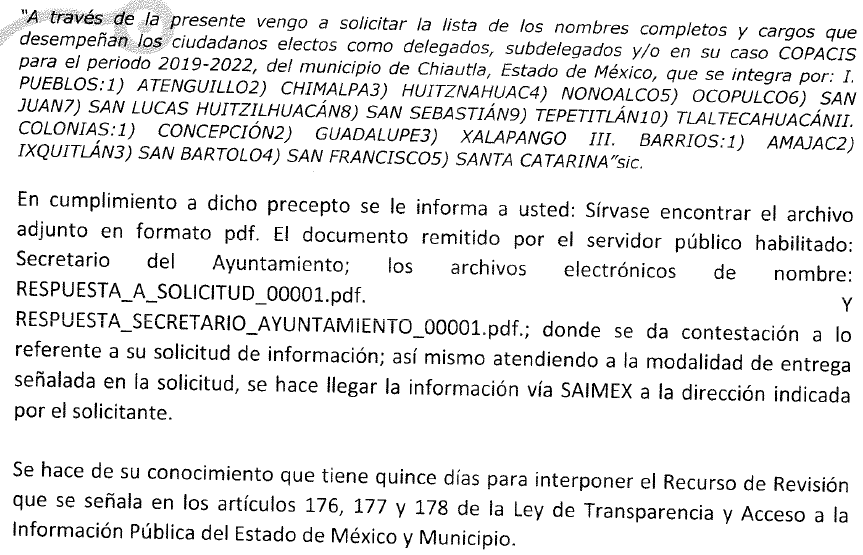 "A través de la presente vengo a solicitar la lista de los nombres completos y cargos que
desempeñan los ciudadanos electos como delegados, subdelegados y/o en su caso COPACIS
para el periodo 2019-2022, del municipio de Chiautla, Estado de México, que se integra por: I.
PUEBLOS:1) ATENGUILLO2) CHIMALPA3) HUITZNAHUAC4) NONOALCO5) OCOPULCO6) SAN
JUAN7) SAN LUCAS HUITZILHUACÁN8) SAN SEBASTIÁN9) TEPETITLÁN10) TLALTECAHUACÁNII.
COLONIAS:1) CONCEPCIÓN2) GUADALUPE3) XALAPANGO III. BARRIOS:1) AMAJAC2)
IXQUITLÁN3) SAN BARTOLO4) SAN FRANCISCO5) SANTA CATARINA"sic.
En cumplimiento a dicho precepto se le informa a usted: Sírvase encontrar el archivo
adjunto en formato pdf. El documento remitido por el servidor público habilitado:
Secretario del Ayuntamiento; los archivos electrónicos de nombre:
RESPUESTA_A_SOLICITUD_00001.pdf. Y
RESPUESTA_SECRETARIO_AYUNTAMIENTO_00001.pdf.; donde se da contestación a lo
referente a su solicitud de información; así mismo atendiendo a la modalidad de entrega
señalada en la solicitud, se hace llegar la información vía SAIMEX a la dirección indicada
por el solicitante.
Se hace de su conocimiento que tiene quince días para interponer el Recurso de Revisión
que se señala en los artículos 176, 177 y 178 de la Ley de Transparencia y Acceso a la
Información Pública del Estado de México y Municipio.